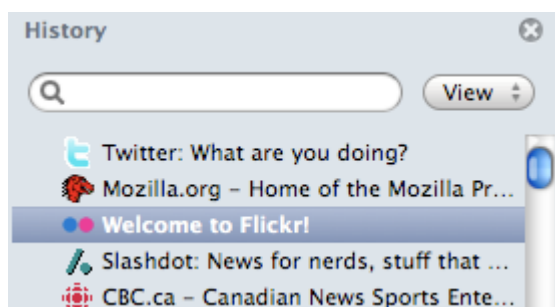 History
View
Twitter: What are you doing?
Mozilla.org – Home of the Mozilla Pr...
Welcome to Flickr!
Slashdot: News for nerds, stuff that ...
CBC.ca – Canadian News Sports Ente...